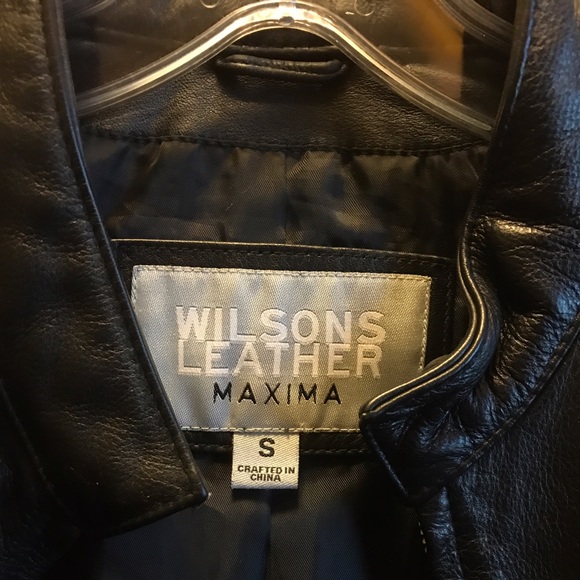 WILSONS
LEATHER
MAXIMA
S
CRAFTED IN
CHINA